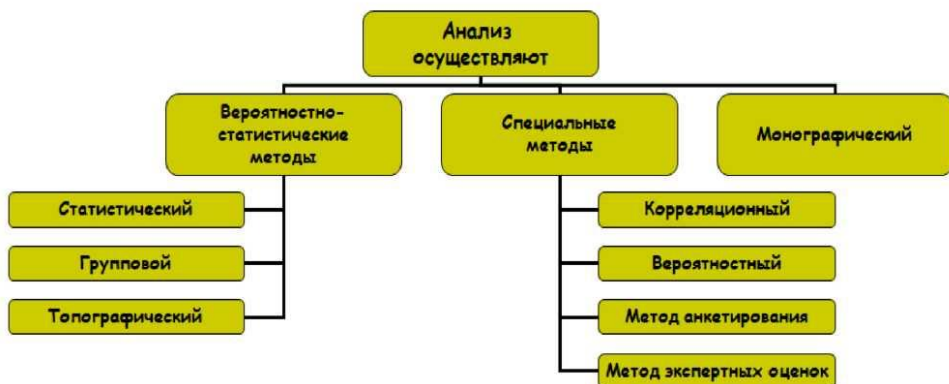 Анализ
осуществляют
Вероятностно-
статистические
методы
Специальные
методы
Монографический
Статистический
Групповой
Топографический
Корреляционный
Вероятностный
Метод анкетирования
Метод экспертных оценок